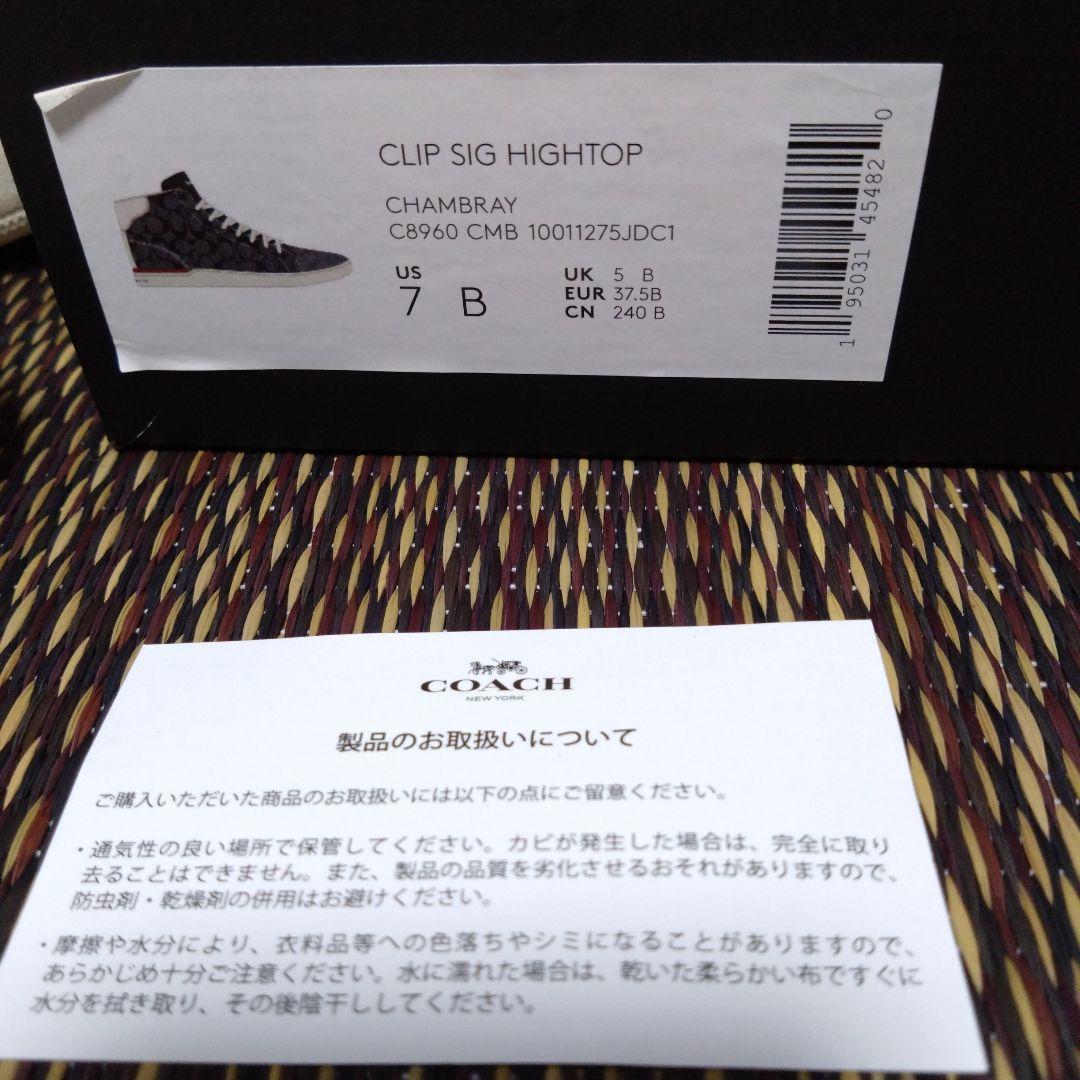 CLIP SIG HIGHTOP
CHAMBRAY
C8960 CMB 10011275JDC1
US
7 B
UK 5 B
EUR 37.5B
CN 240 B
1 95031 45482 0
COACH
NEW YORK
製品のお取扱いについて
ご購入いただいた商品のお取扱いには以下の点にご留意ください。
・通気性の良い場所で保管してください。カビが発生した場合は、完全に取り
去ることはできません。また、製品の品質を劣化させるおそれがありますので、
防虫剤・乾燥剤の併用はお避けください。
・摩擦や水分により、衣料品等への色落ちやシミになることがありますので、
あらかじめ十分ご注意ください。水に濡れた場合は、乾いた柔らかい布ですぐに
水分を拭き取り、その後陰干ししてください。